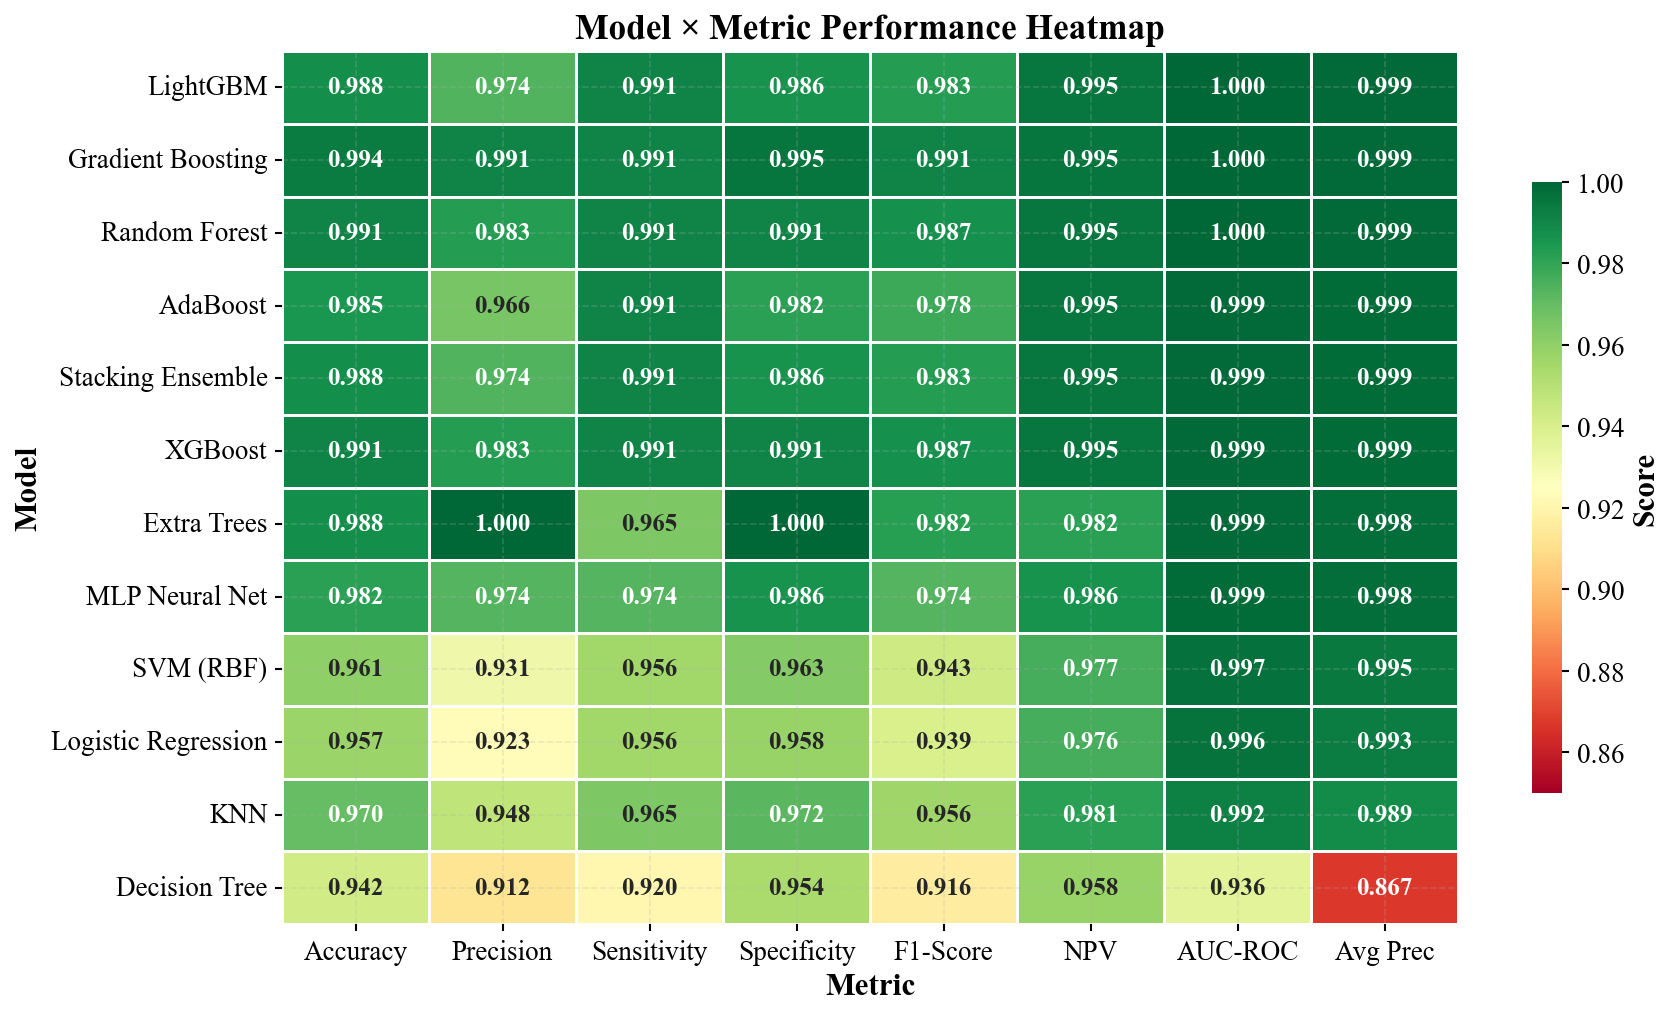 Model × Metric Performance Heatmap
LightGBM 0.988 0.974 0.991 0.986 0.983 0.995 1.000 0.999
Gradient Boosting 0.994 0.991 0.991 0.995 0.991 0.995 1.000 0.999
Random Forest 0.991 0.983 0.991 0.991 0.987 0.995 1.000 0.999
AdaBoost 0.985 0.966 0.991 0.982 0.978 0.995 0.999 0.999
Stacking Ensemble 0.988 0.974 0.991 0.986 0.983 0.995 0.999 0.999
XGBoost 0.991 0.983 0.991 0.991 0.987 0.995 0.999 0.999
Extra Trees 0.988 1.000 0.965 1.000 0.982 0.982 0.999 0.998
MLP Neural Net 0.982 0.974 0.974 0.986 0.974 0.986 0.999 0.998
SVM (RBF) 0.961 0.931 0.956 0.963 0.943 0.977 0.997 0.995
Logistic Regression 0.957 0.923 0.956 0.958 0.939 0.976 0.996 0.993
KNN 0.970 0.948 0.965 0.972 0.956 0.981 0.992 0.989
Decision Tree 0.942 0.912 0.920 0.954 0.916 0.958 0.936 0.867
Accuracy Precision Sensitivity Specificity F1-Score NPV AUC-ROC Avg Prec
Metric
Model
1.00
0.98
0.96
0.94
0.92
0.90
0.88
0.86
Score